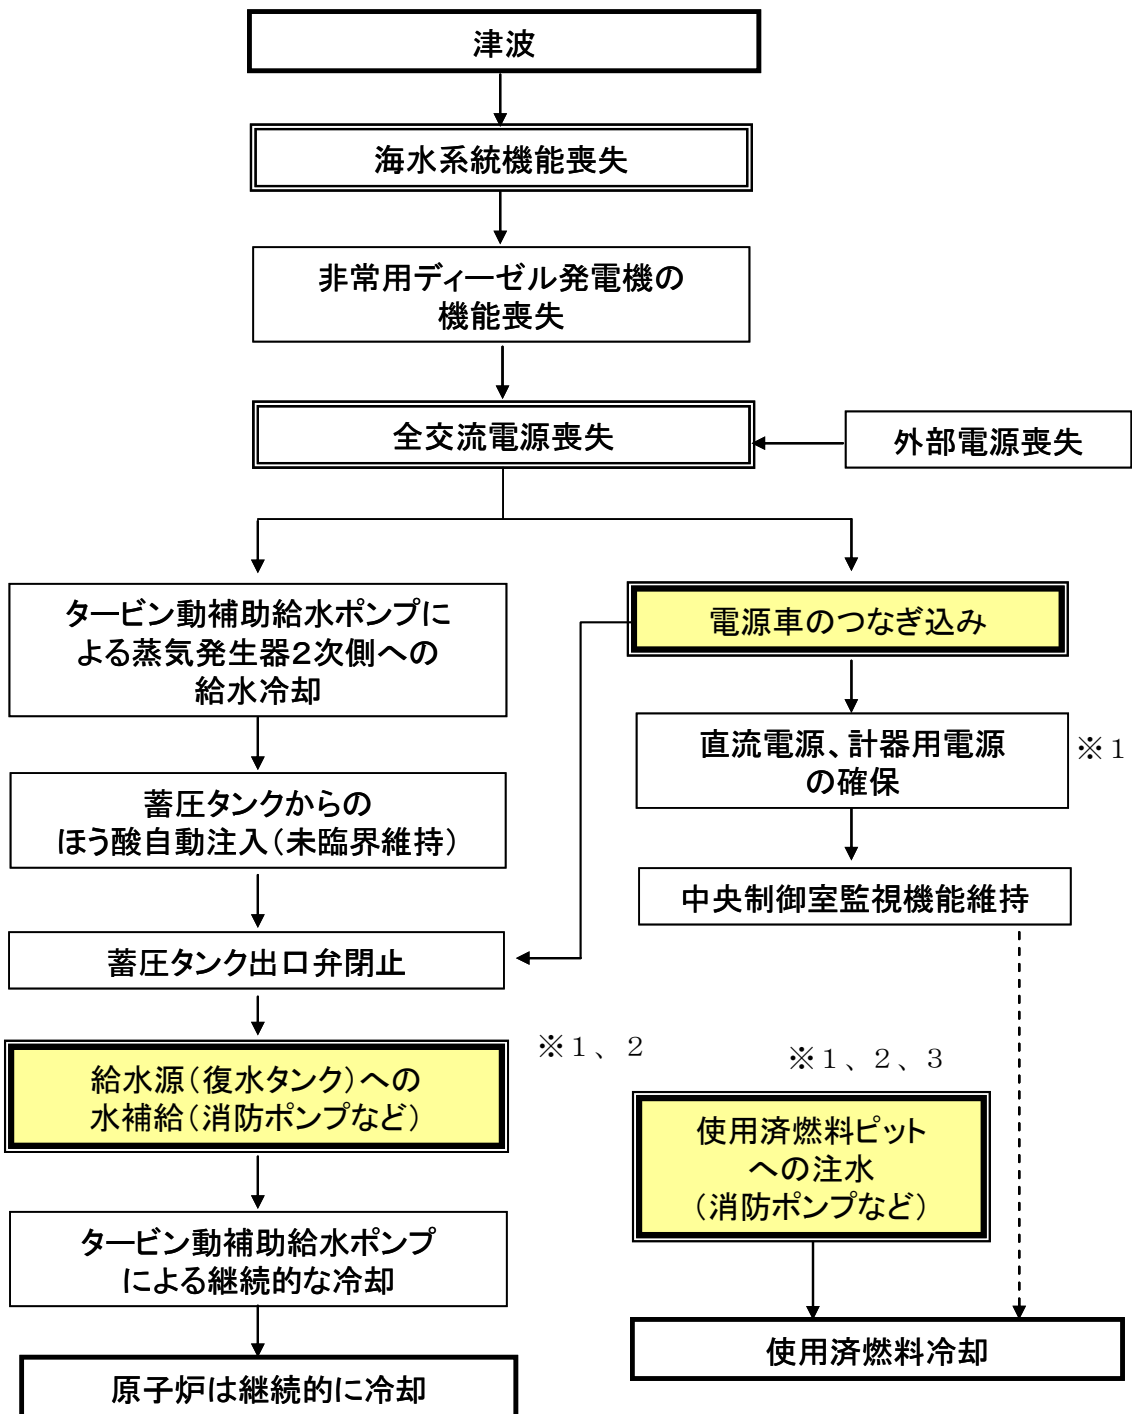 津波
海水系統機能喪失
非常用ディーゼル発電機の
機能喪失
全交流電源喪失
外部電源喪失
タービン動補助給水ポンプに
よる蒸気発生器2次側への
給水冷却
電源車のつなぎ込み
直流電源、計器用電源
の確保
※1
蓄圧タンクからの
ほう酸自動注入(未臨界維持)
中央制御室監視機能維持
蓄圧タンク出口弁閉止
※1、2
給水源(復水タンク)への
水補給(消防ポンプなど)
※1、2、3
使用済燃料ピット
への注水
(消防ポンプなど)
タービン動補助給水ポンプ
による継続的な冷却
使用済燃料冷却
原子炉は継続的に冷却